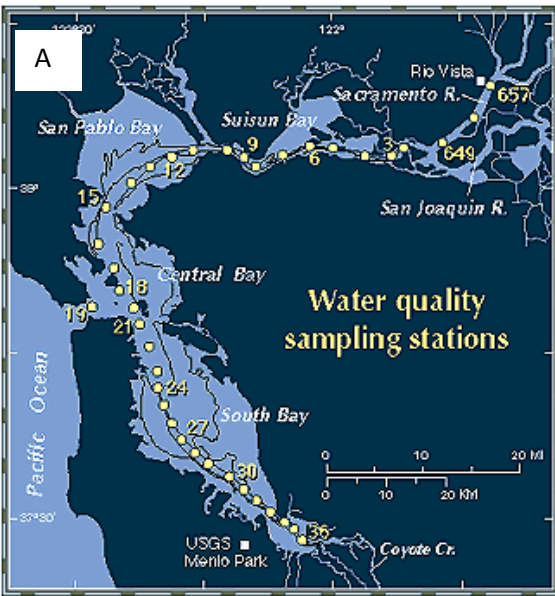 A
122°30'
122°
Rio Vista
Sacramento R.
657
San Pablo Bay
Suisun Bay
9
3
6
649
12
38°
15
San Joaquin R.
Central Bay
18
19
21
Water quality
sampling stations
Pacific Ocean
24
South Bay
27
0 10 20 MI
30
0 10 20 KM
37°30'
36
USGS
Menlo Park
Coyote Cr.